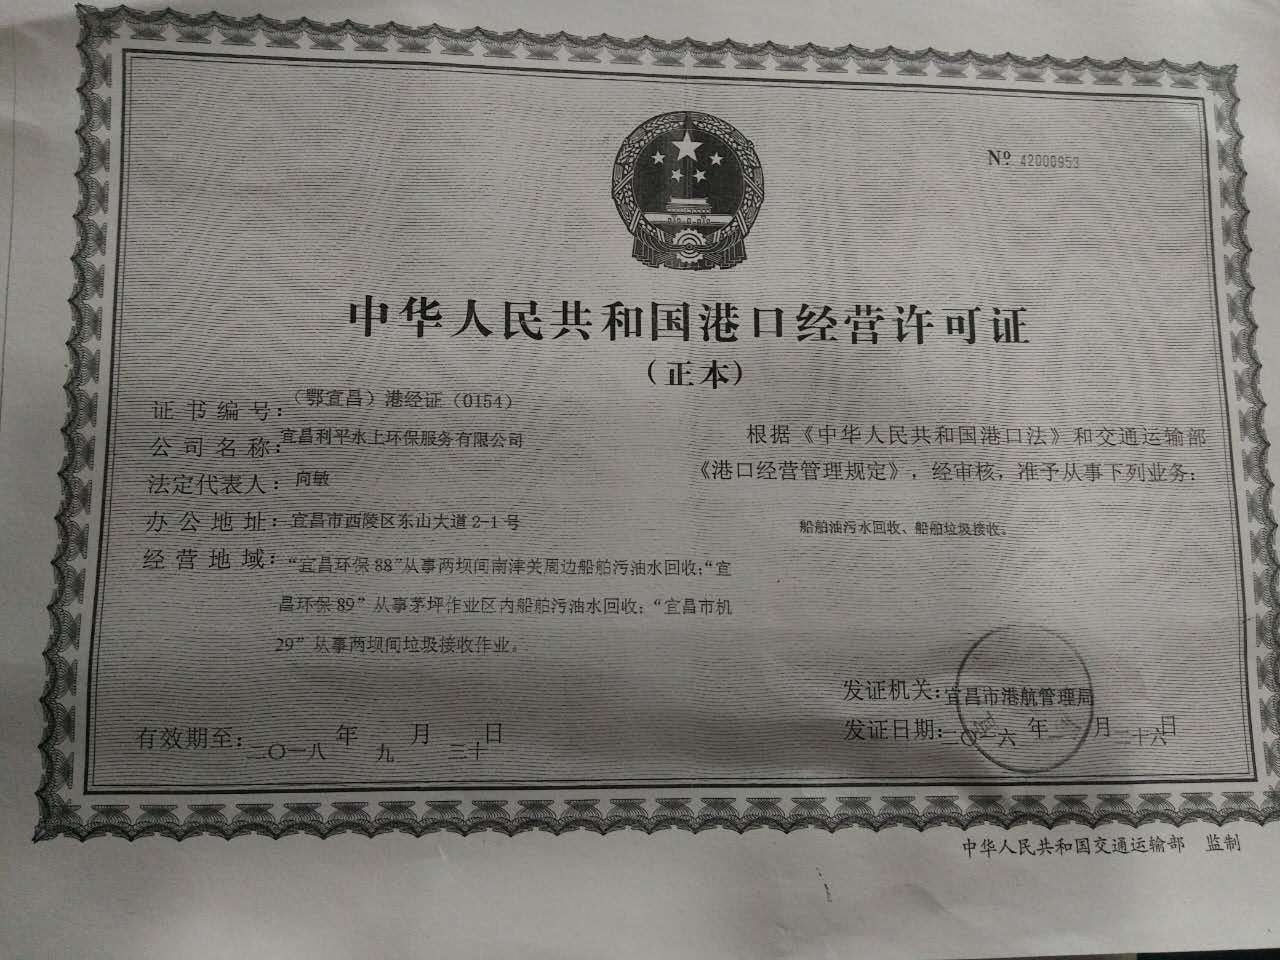 № 42000953
中华人民共和国港口经营许可证
（正本）
证书编号：（鄂宜昌）港经证（0154）
公司名称：宜昌利平水上环保服务有限公司
法定代表人：向敏
办公地址：宜昌市西陵区东山大道2-1号
经营地域：“宜昌环保88”从事两坝间南津关周边船舶污油水回收；“宜
昌环保89”从事茅坪作业区内船舶污油水回收；“宜昌市机
29”从事两坝间垃圾接收作业。
有效期至：二〇一八年九月三十日
根据《中华人民共和国港口法》和交通运输部
《港口经营管理规定》，经审核，准予从事下列业务：
船舶油污水回收、船舶垃圾接收。
发证机关：宜昌市港航管理局
发证日期：二〇一六年 月二十六日
中华人民共和国交通运输部 监制